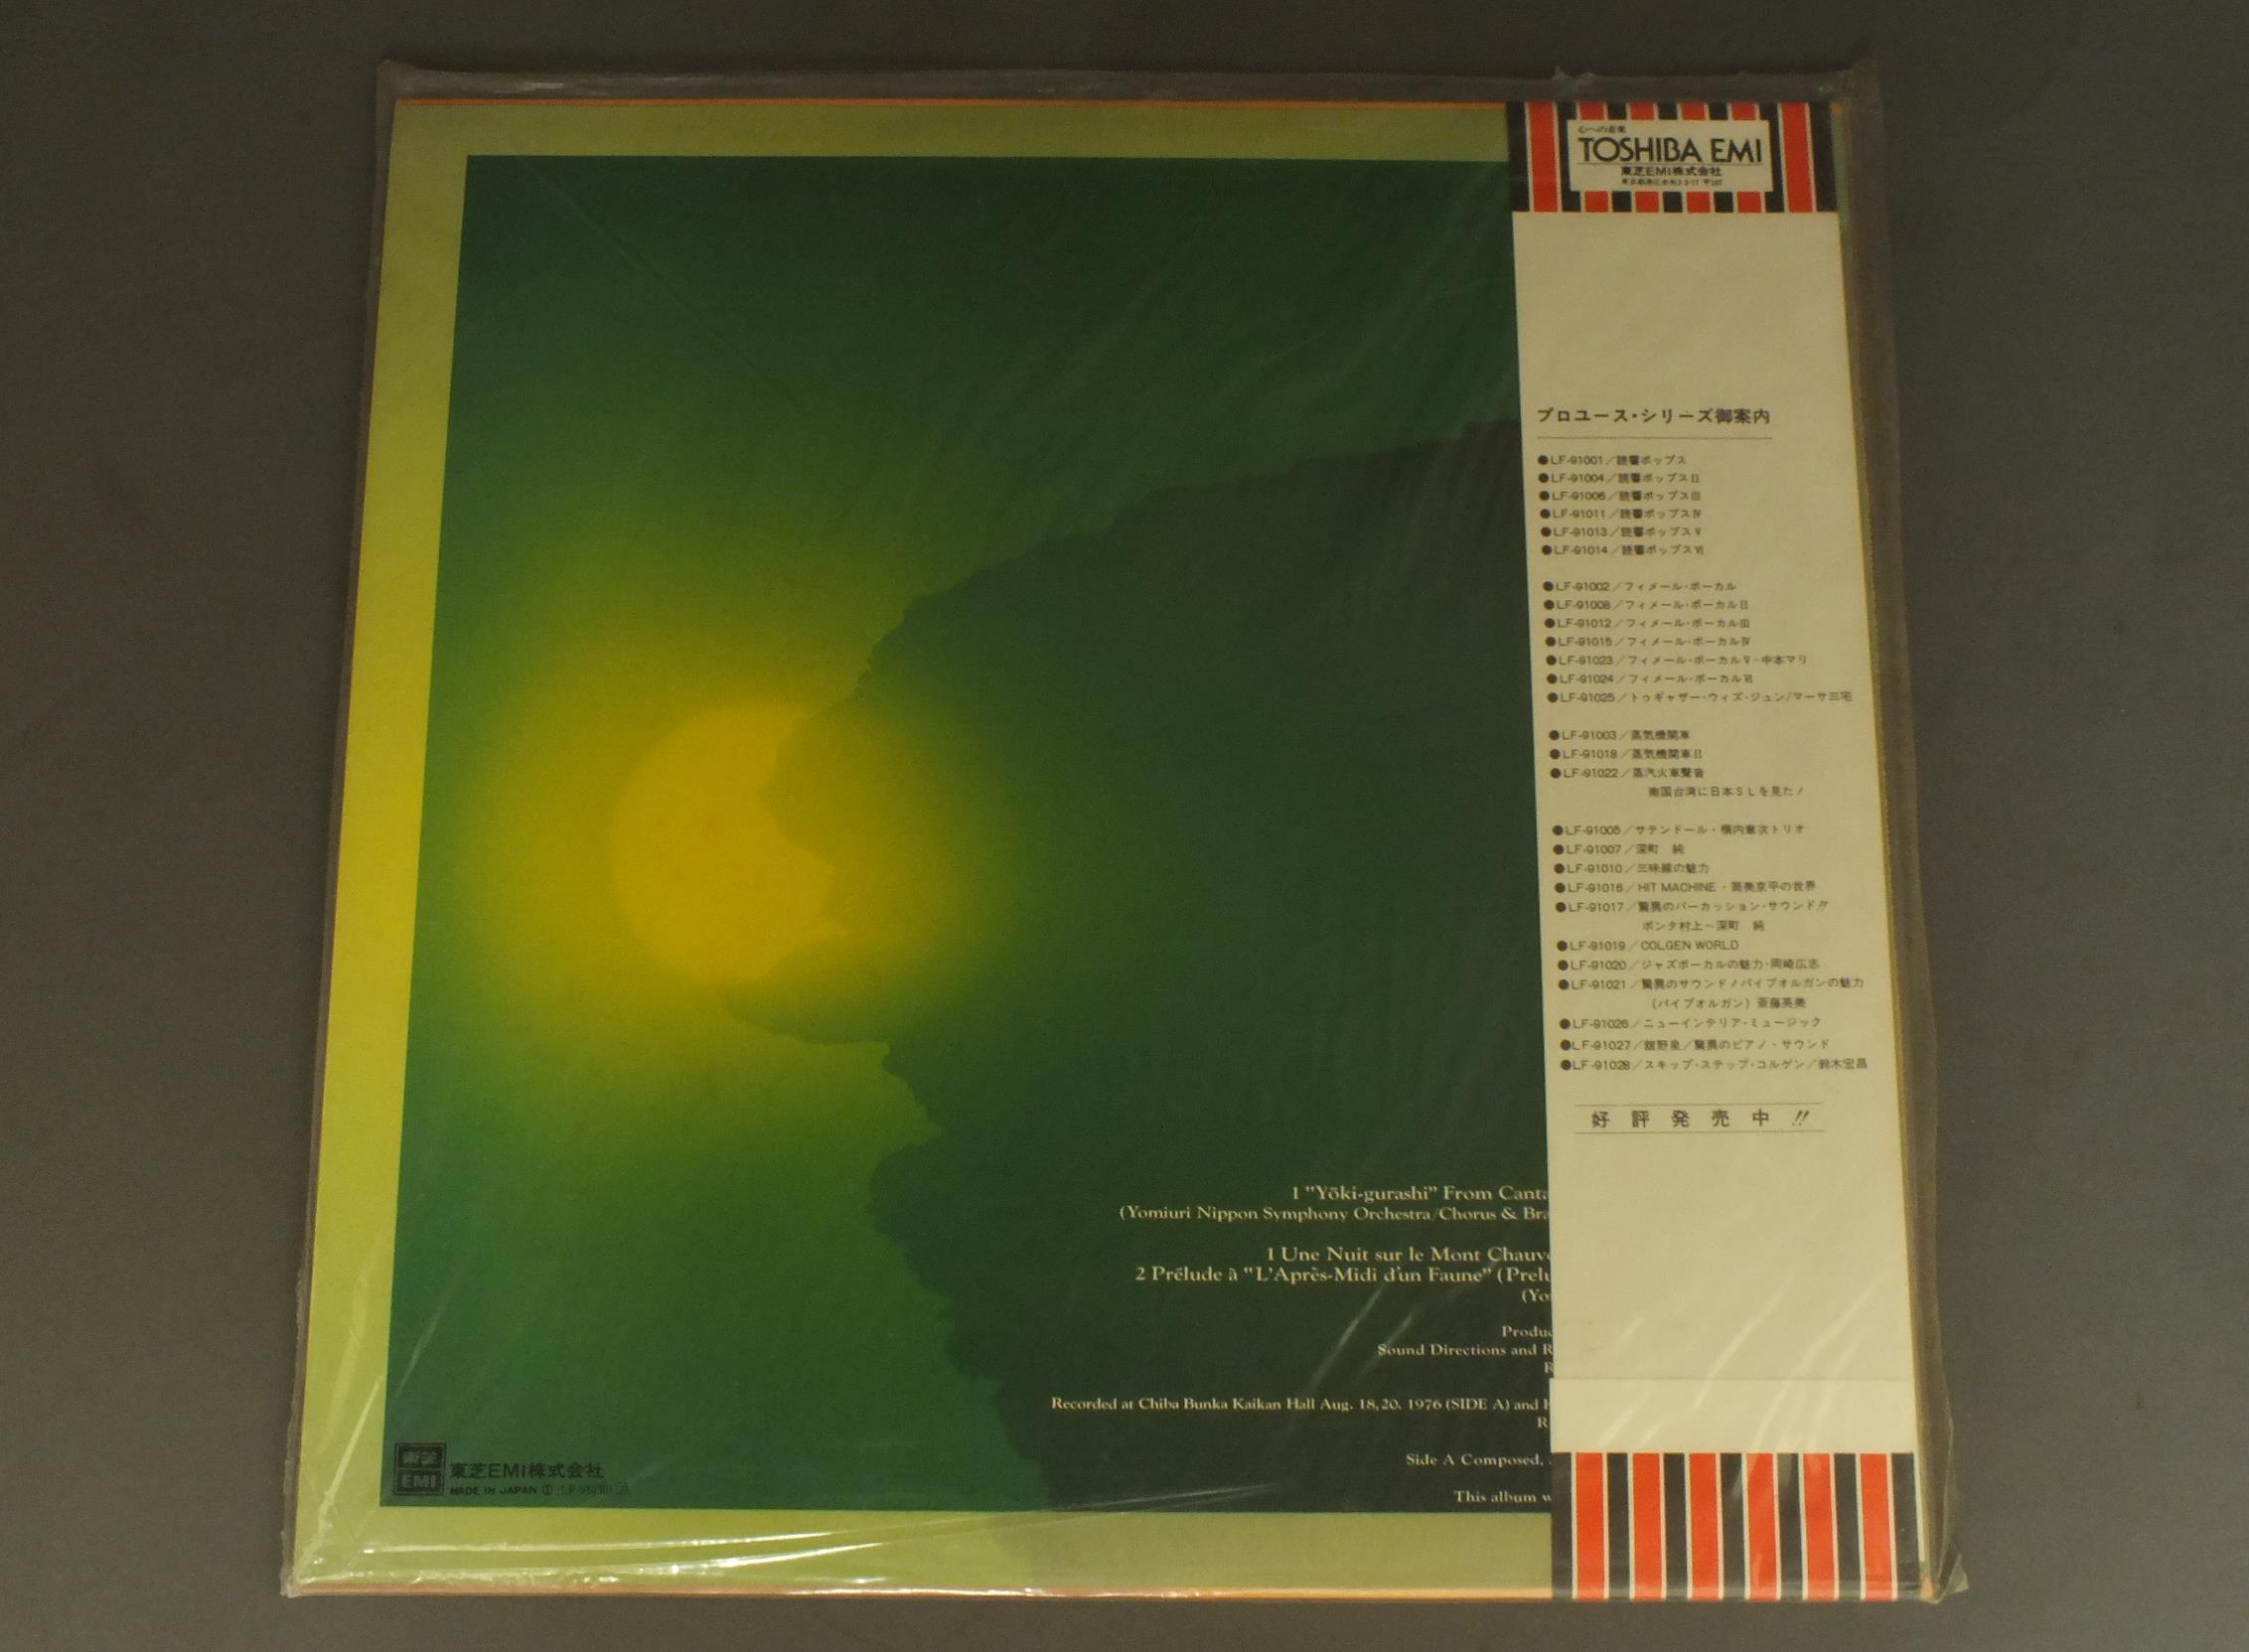 心への音楽
TOSHIBA EMI
東芝EMI株式会社
プロユース・シリーズ御案内
●LF-91001／読響ポップス
●LF-91004／読響ポップスII
●LF-91006／読響ポップスIII
●LF-91011／読響ポップスIV
●LF-91013／読響ポップスV
●LF-91014／読響ポップスVI
●LF-91002／フィメール・ボーカル
●LF-91008／フィメール・ボーカルII
●LF-91012／フィメール・ボーカルIII
●LF-91015／フィメール・ボーカルIV
●LF-91023／フィメール・ボーカルV－中本マリ
●LF-91024／フィメール・ボーカルVI
●LF-91025／トゥギャザー・ウィズ・ジュン/マーサ三宅
●LF-91003／蒸気機関車
●LF-91018／蒸気機関車II
●LF-91022／蒸汽火車聲音
南国台湾に日本SLを見た！
●LF-91005／サテンドール・横内章次トリオ
●LF-91007／深町 純
●LF-91010／三味線の魅力
●LF-91016／HIT MACHINE・筒美京平の世界
●LF-91017／驚異のパーカッション・サウンド!!
ポンタ村上～深町 純
●LF-91019／COLGEN WORLD
●LF-91020／ジャズボーカルの魅力・岡崎広志
●LF-91021／驚異のサウンド！パイプオルガンの魅力
(パイプオルガン) 斎藤英美
●LF-91026／ニューインテリア・ミュージック
●LF-91027／舘野泉／驚異のピアノ・サウンド
●LF-91028／スキップ・ステップ・コルゲン／鈴木宏昌
好評発売中!!
1 "Yōki-gurashi" From Canta
(Yomiuri Nippon Symphony Orchestra/Chorus & Bra
1 Une Nuit sur le Mont Chauv
2 Prélude à "L'Après-Midi d'un Faune" (Prelu
(Yo
Produ
Sound Directions and R
R
Recorded at Chiba Bunka Kaikan Hall Aug. 18,20. 1976 (SIDE A) and
R
Side A Composed,
This album w
東芝
EMI
東芝EMI株式会社
MADE IN JAPAN